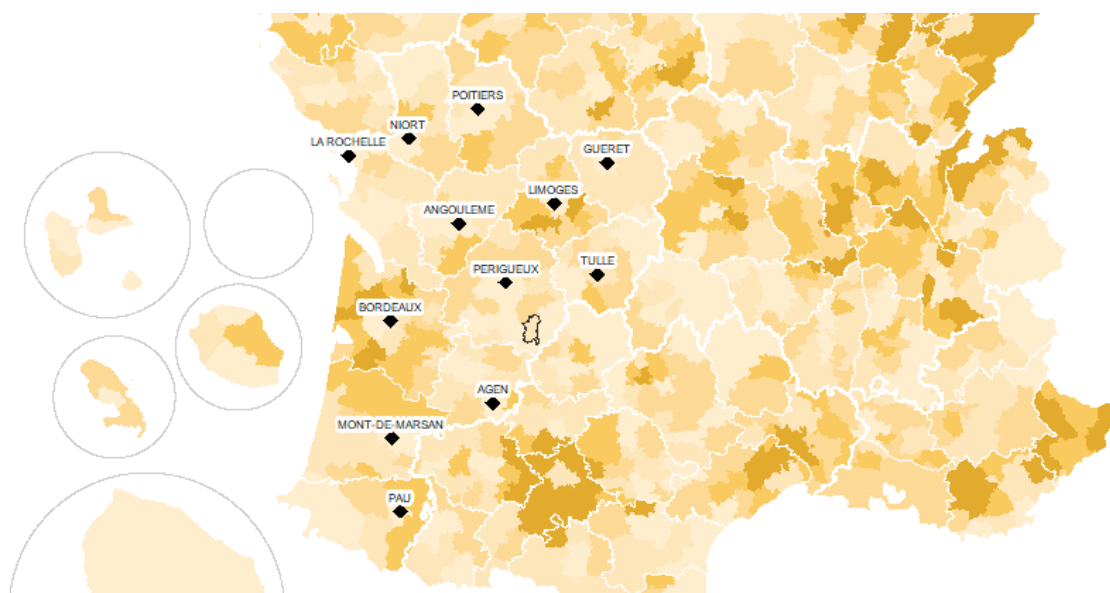 POITIERS
NIORT
LA ROCHELLE
GUERET
LIMOGES
ANGOULEME
PERIGUEUX
TULLE
BORDEAUX
AGEN
MONT-DE-MARSAN
PAU